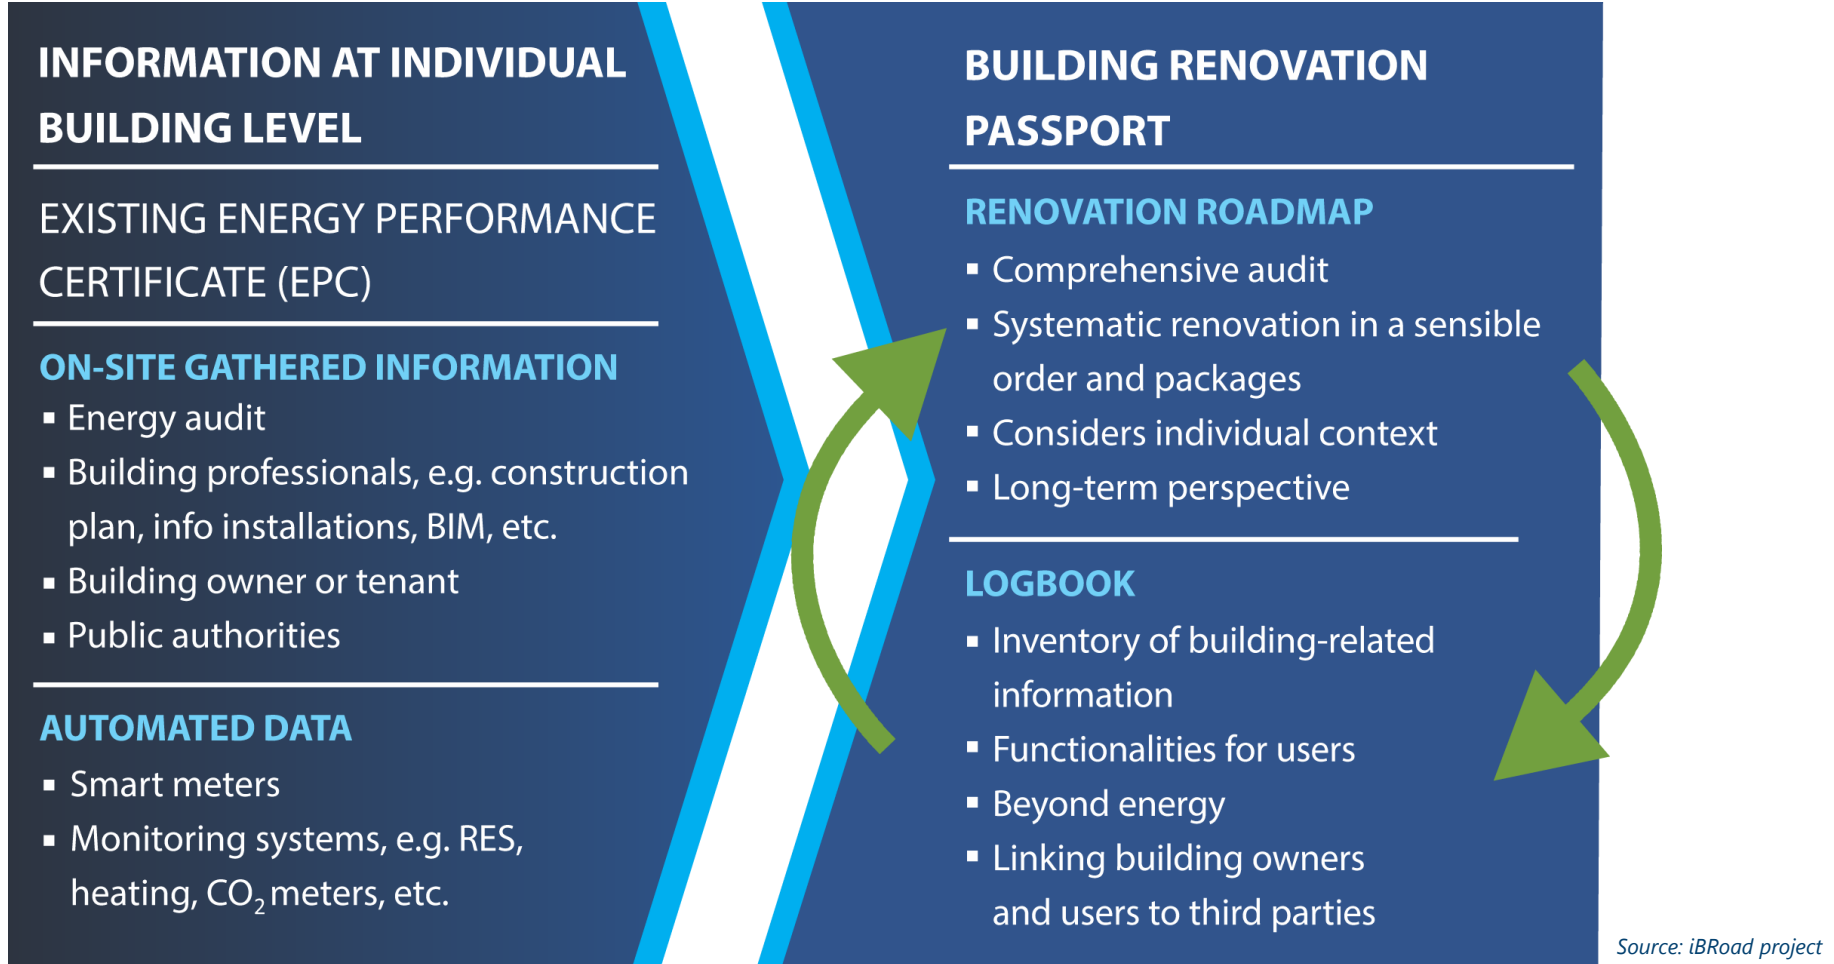 INFORMATION AT INDIVIDUAL
BUILDING LEVEL
EXISTING ENERGY PERFORMANCE
CERTIFICATE (EPC)
ON-SITE GATHERED INFORMATION
▪ Energy audit
▪ Building professionals, e.g. construction
plan, info installations, BIM, etc.
▪ Building owner or tenant
▪ Public authorities
AUTOMATED DATA
▪ Smart meters
▪ Monitoring systems, e.g. RES,
heating, CO₂ meters, etc.
BUILDING RENOVATION
PASSPORT
RENOVATION ROADMAP
▪ Comprehensive audit
▪ Systematic renovation in a sensible
order and packages
▪ Considers individual context
▪ Long-term perspective
LOGBOOK
▪ Inventory of building-related
information
▪ Functionalities for users
▪ Beyond energy
▪ Linking building owners
and users to third parties
Source: iBRoad project